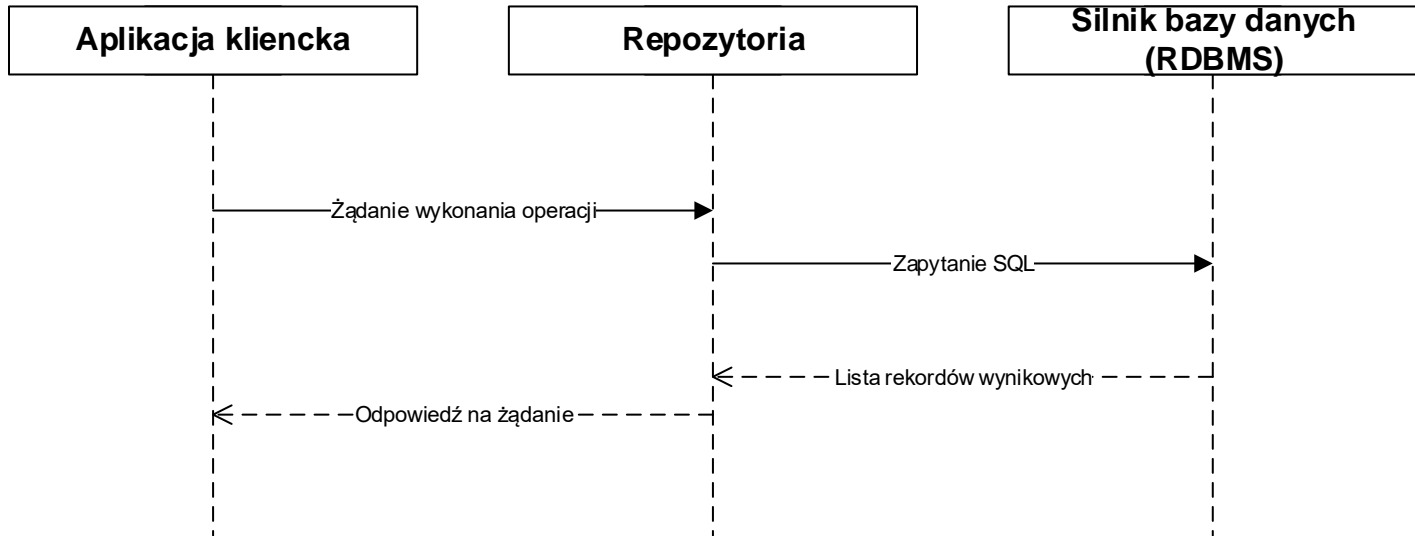 Aplikacja kliencka
Repozytoria
Silnik bazy danych
(RDBMS)
Żądanie wykonania operacji
Zapytanie SQL
Lista rekordów wynikowych
Odpowiedź na żądanie